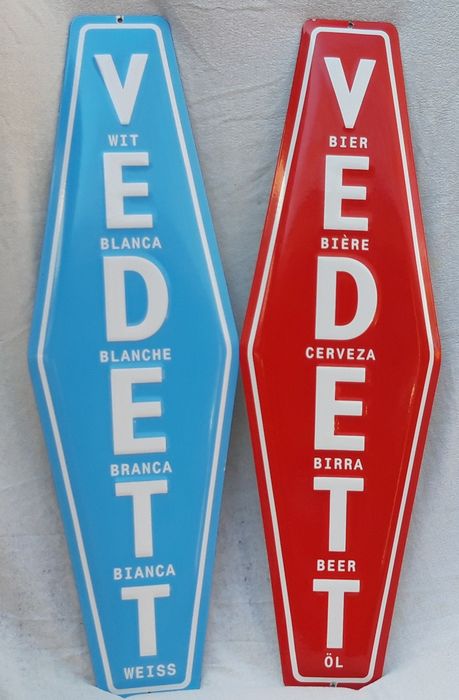 V
WIT
E
BLANCA
D
BLANCHE
E
BRANCA
T
BIANCA
T
WEISS
V
BIER
E
BIÈRE
D
CERVEZA
E
BIRRA
T
BEER
T
ÖL